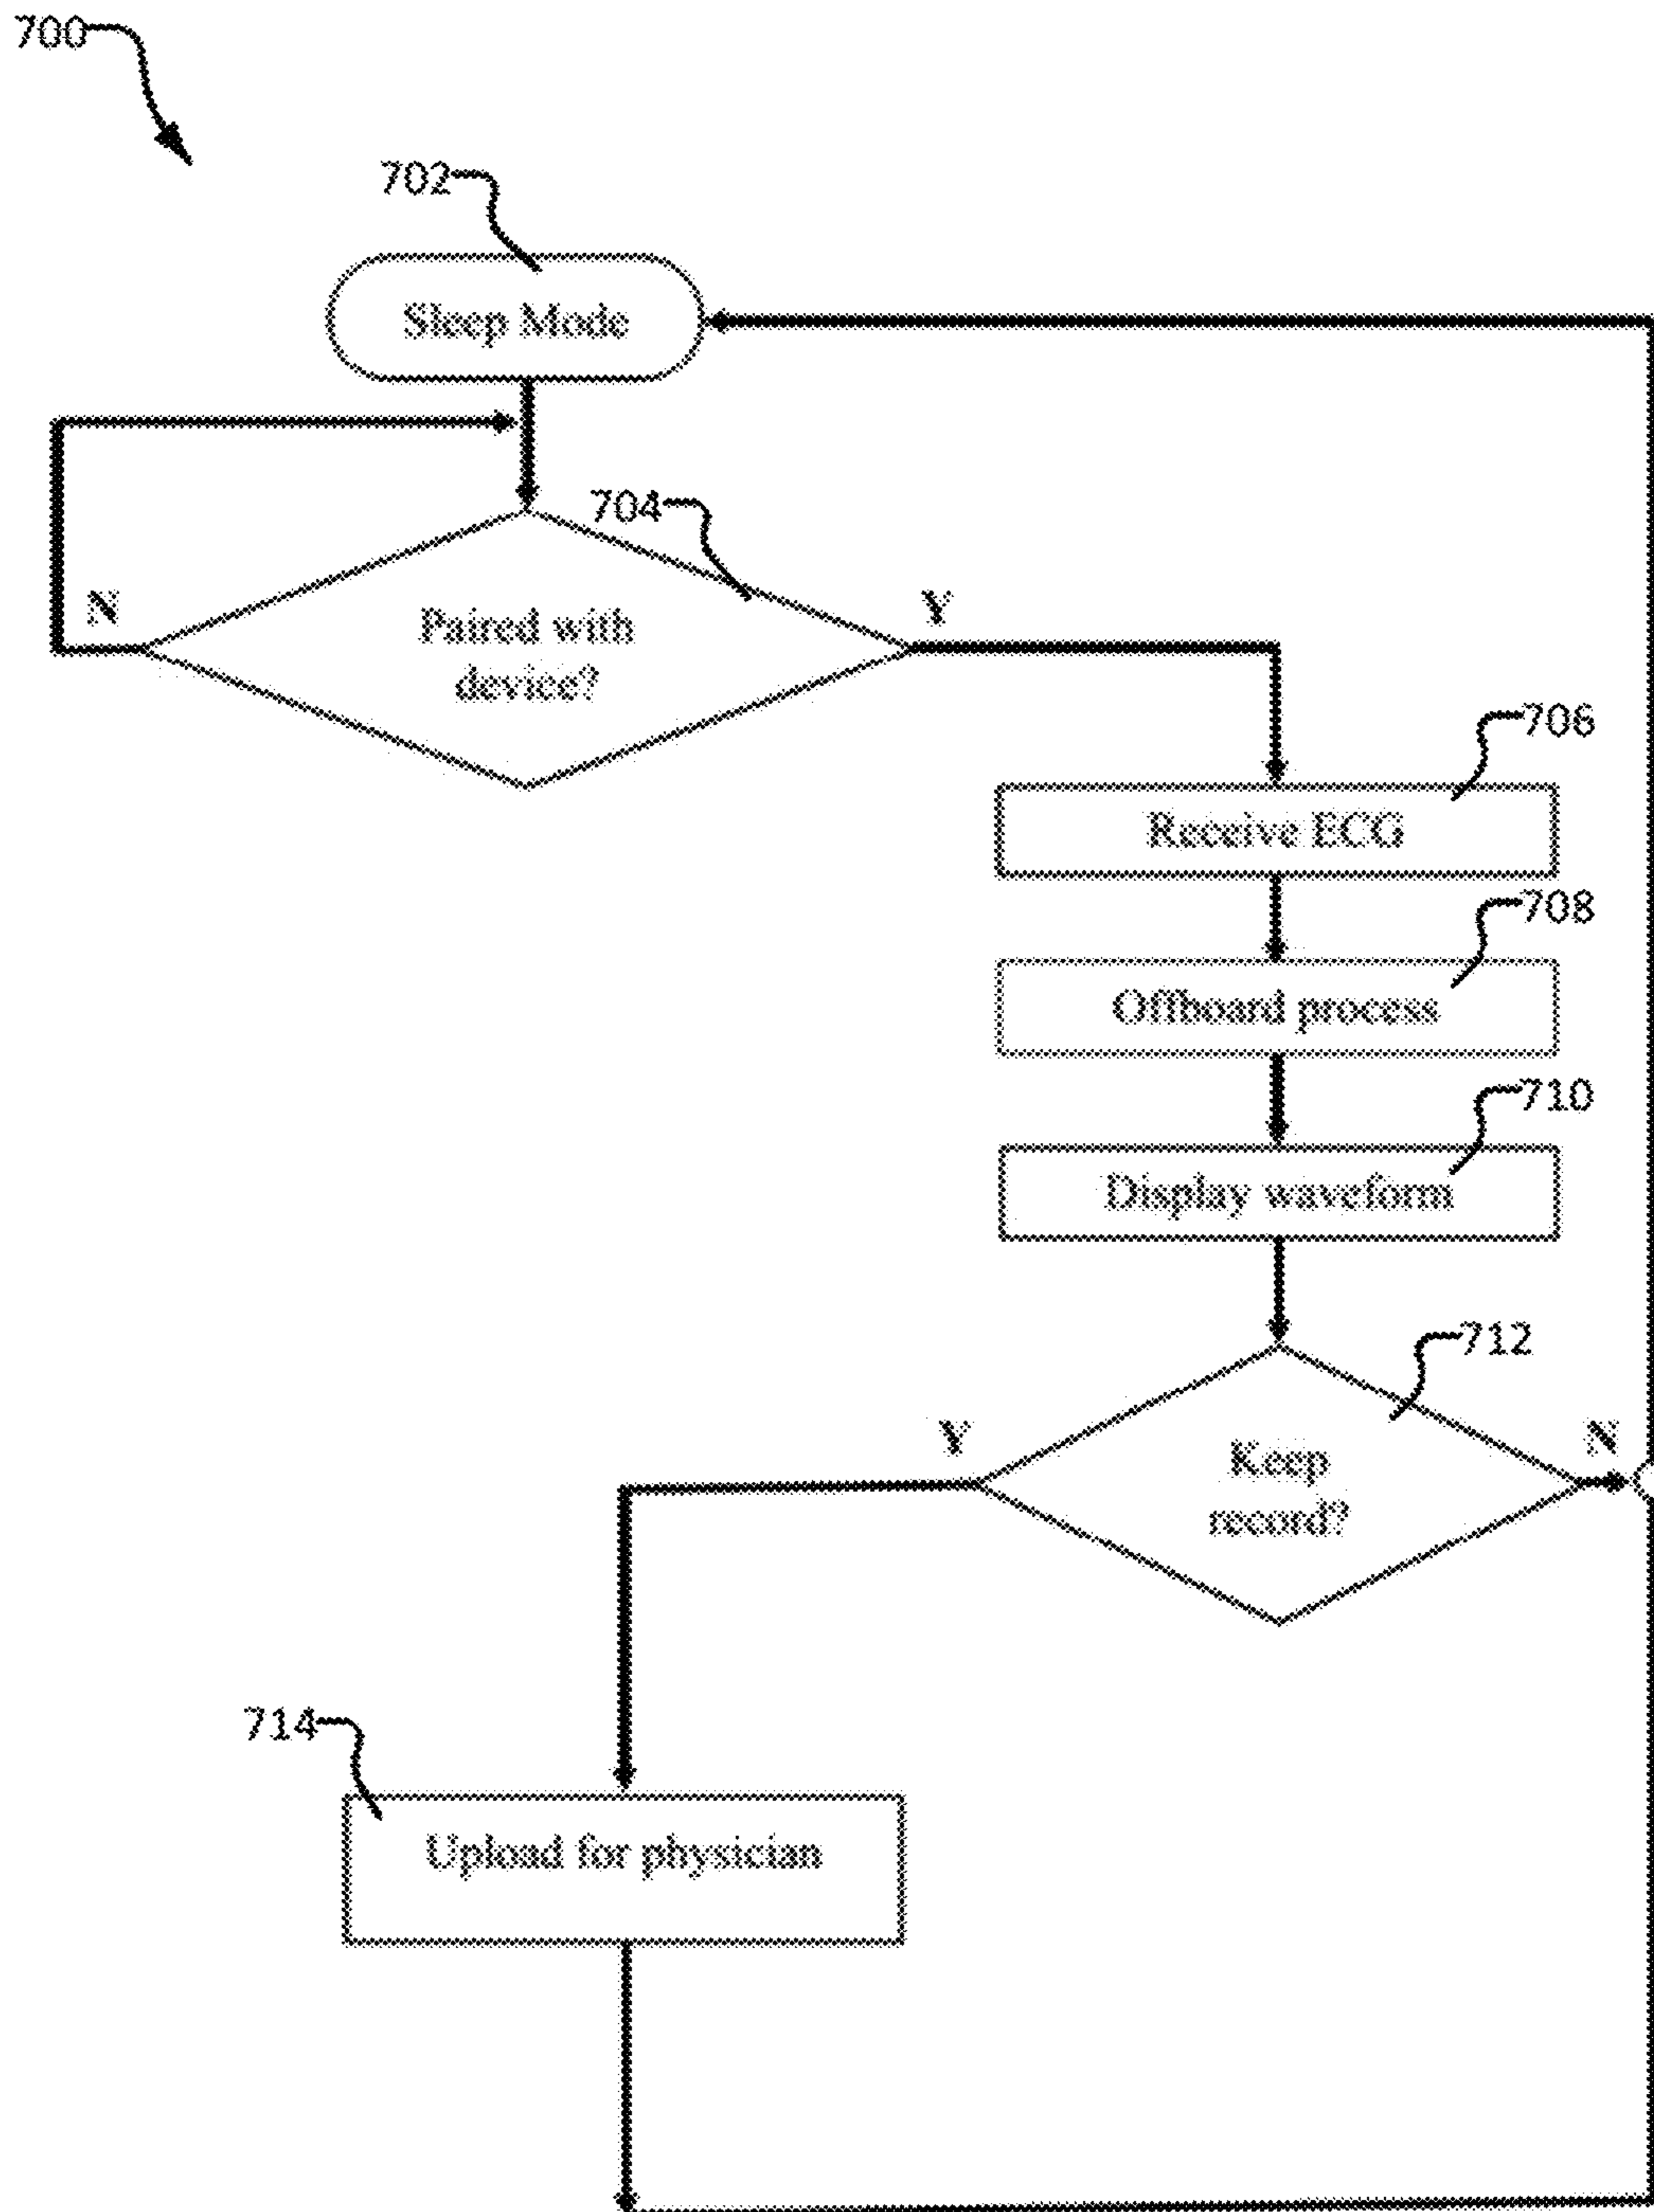 700
702
Sleep Mode
704
N
Y
Paired with
device?
706
Receive ECG
708
Offboard process
710
Display waveform
712
Y
N
Keep
record?
714
Upload for physician